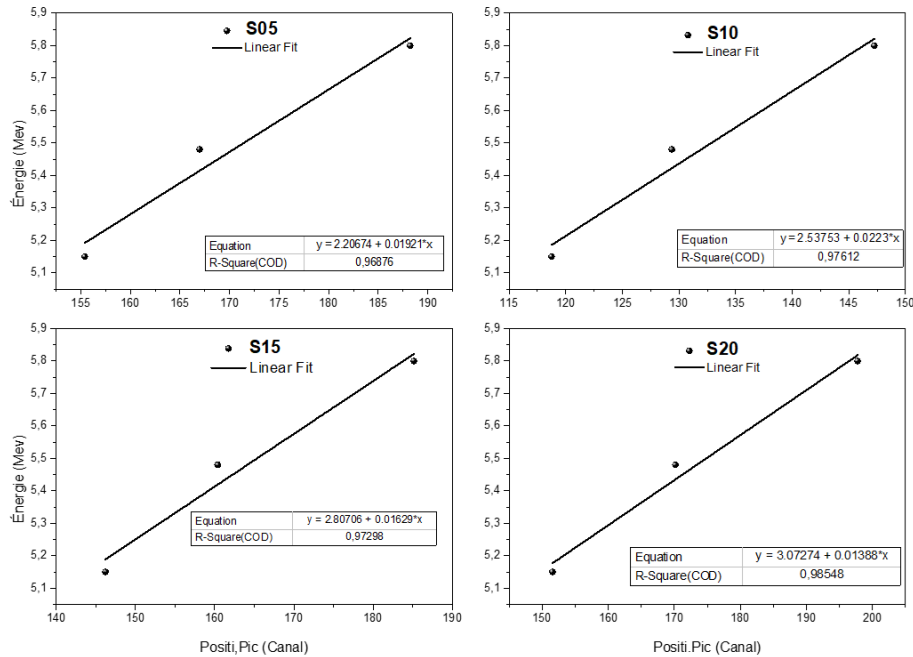 S05
Linear Fit
Énergie (Mev)
5,9
5,8
5,7
5,6
5,5
5,4
5,3
5,2
5,1
Equation y = 2.20674 + 0.01921*x
R-Square(COD) 0,96876
155 160 165 170 175 180 185 190
S10
Linear Fit
5,9
5,8
5,7
5,6
5,5
5,4
5,3
5,2
5,1
Equation y = 2.53753 + 0.0223*x
R-Square(COD) 0,97612
115 120 125 130 135 140 145 150
S15
Linear Fit
Énergie (Mev)
5,9
5,8
5,7
5,6
5,5
5,4
5,3
5,2
5,1
Equation y = 2.80706 + 0.01629*x
R-Square(COD) 0,97298
140 150 160 170 180 190
Positi,Pic (Canal)
S20
Linear Fit
5,9
5,8
5,7
5,6
5,5
5,4
5,3
5,2
5,1
Equation y = 3.07274 + 0.01388*x
R-Square(COD) 0,98548
150 160 170 180 190 200
Positi.Pic (Canal)